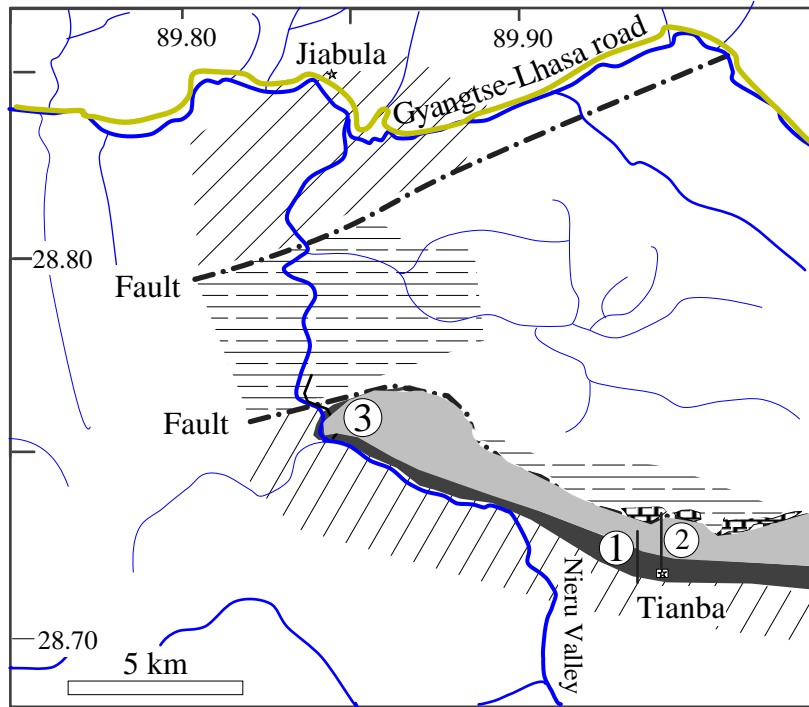 89.80
89.90
Jiabula
Gyangtse-Lhasa road
28.80
Fault
Fault
3
1
2
Tianba
Nieru Valley
28.70
5 km